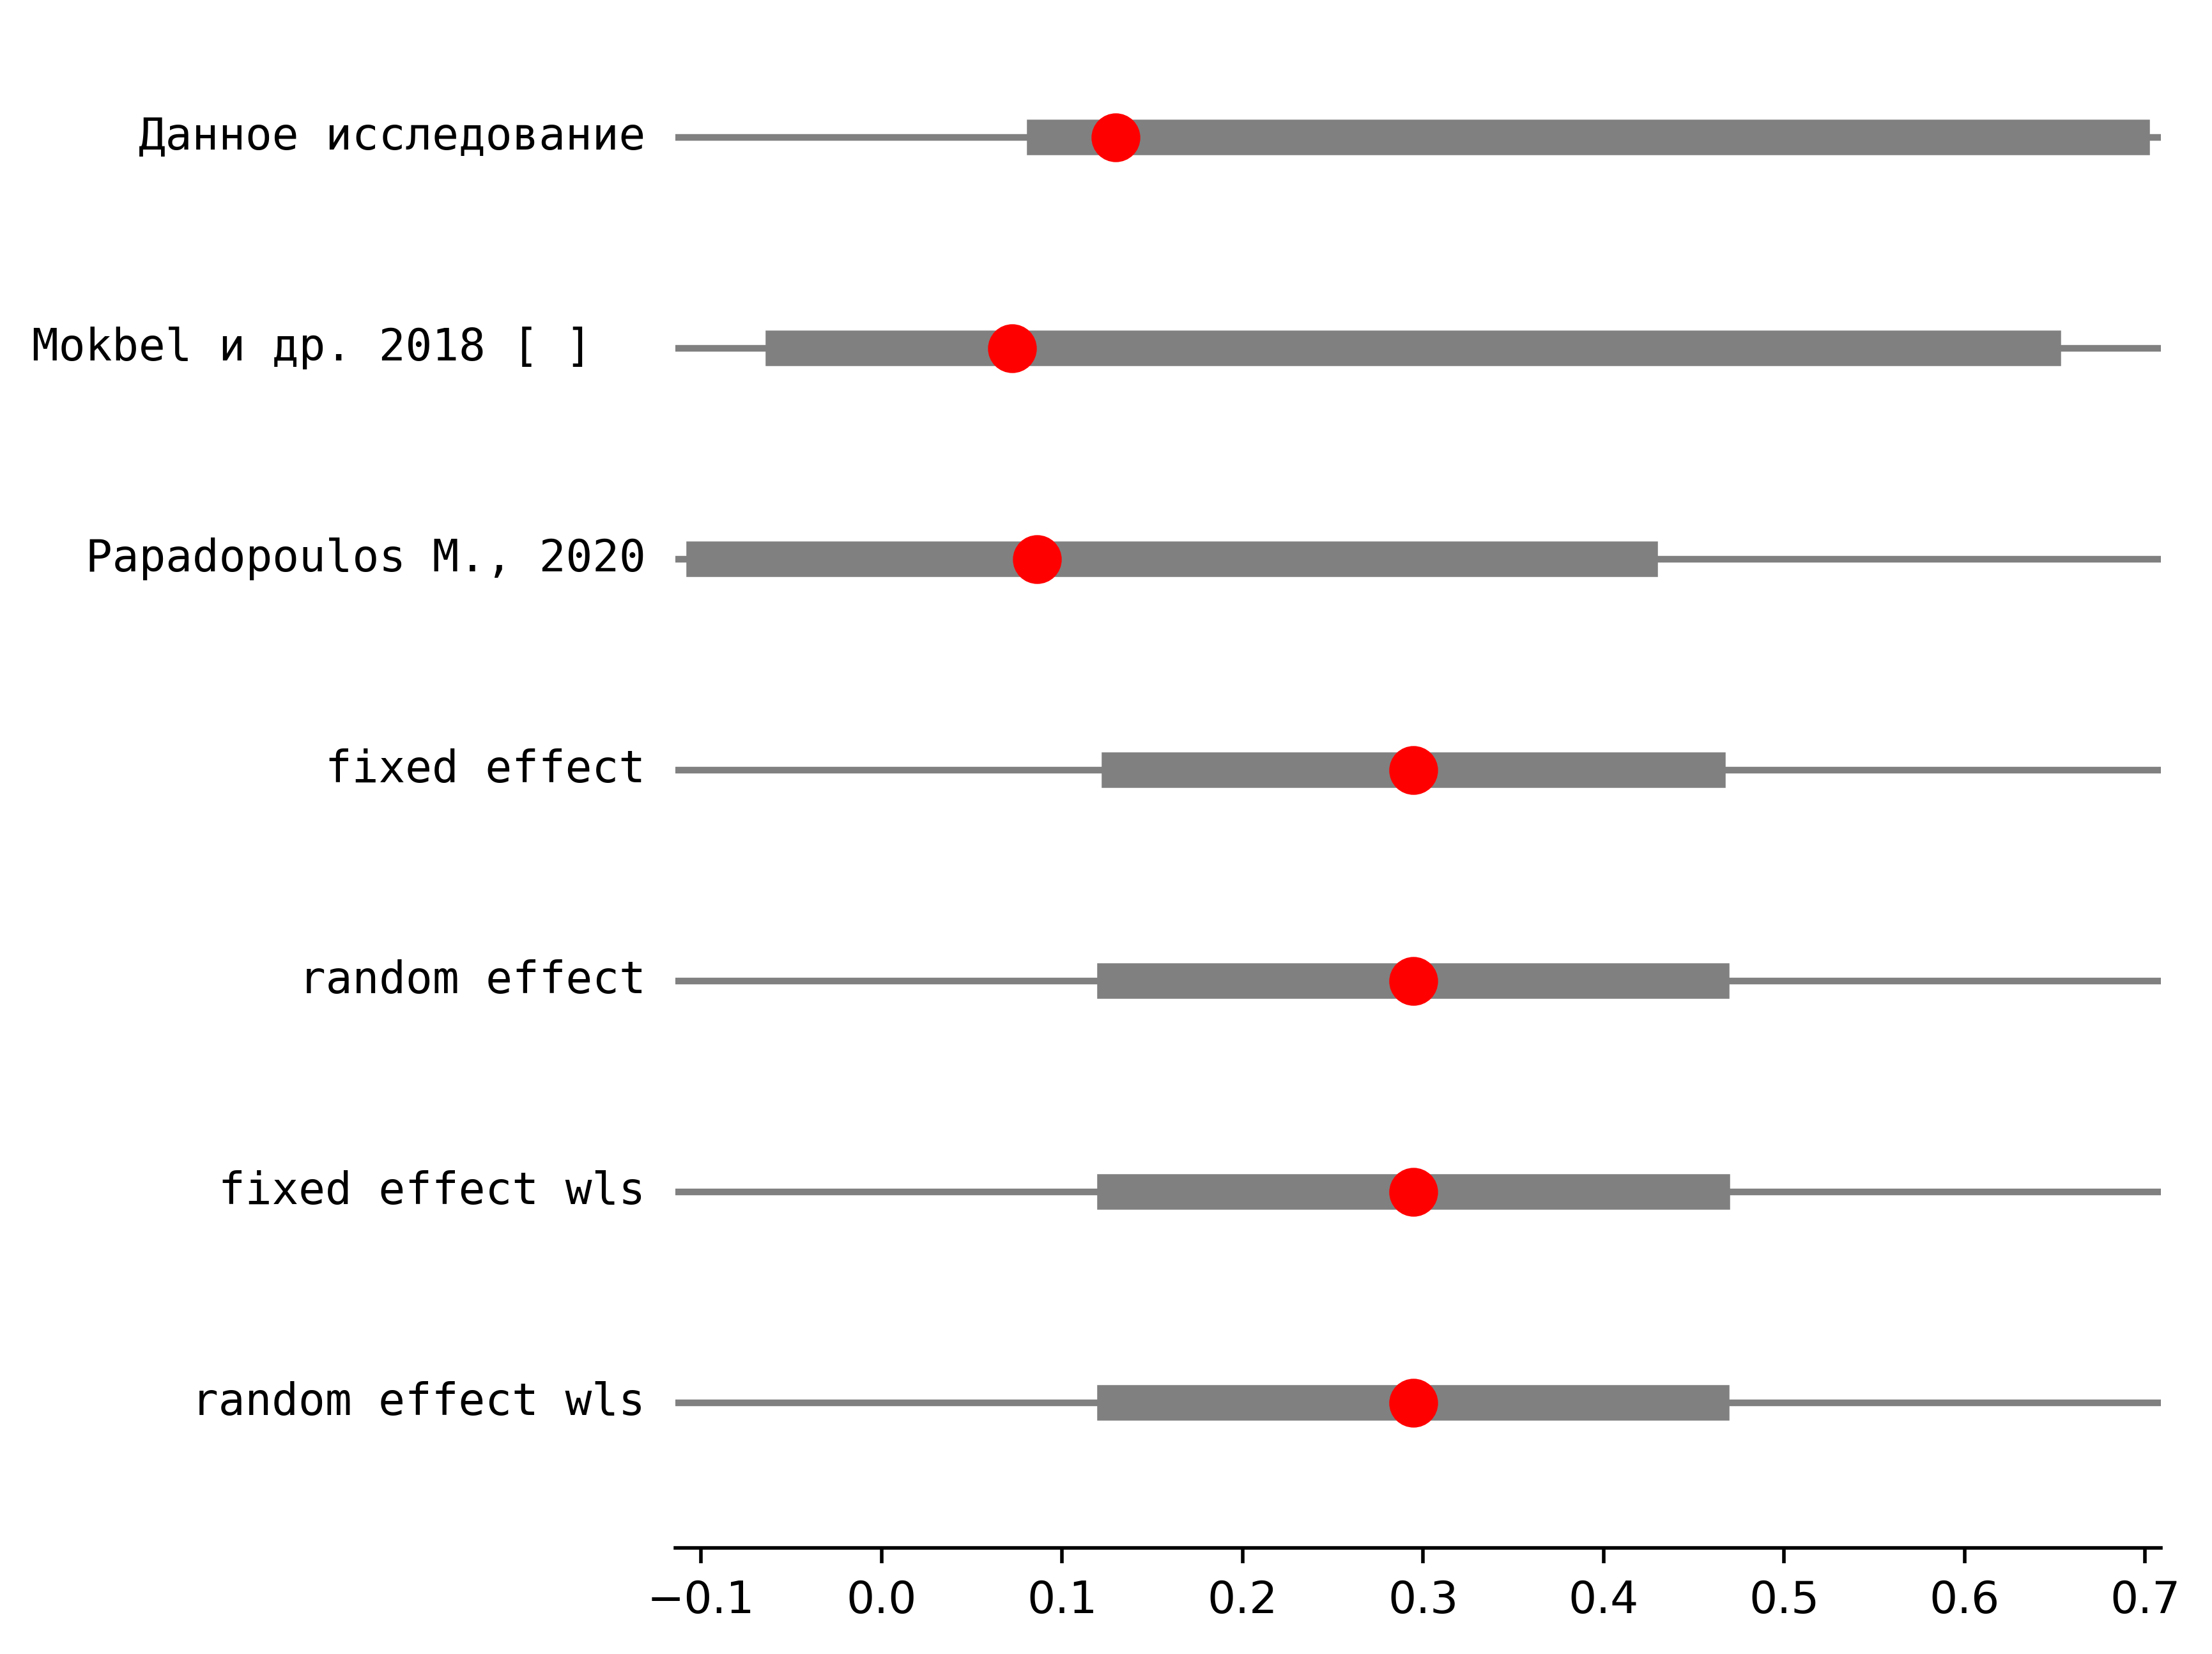 Данное исследование
Mokbel и др. 2018 [ ]
Papadopoulos M., 2020
fixed effect
random effect
fixed effect wls
random effect wls
−0.1 0.0 0.1 0.2 0.3 0.4 0.5 0.6 0.7